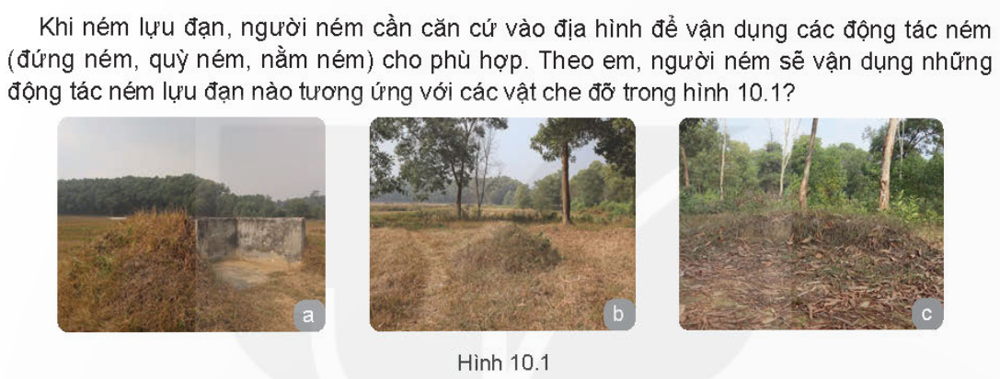 Khi ném lựu đạn, người ném cần căn cứ vào địa hình để vận dụng các động tác ném
(đứng ném, quỳ ném, nằm ném) cho phù hợp. Theo em, người ném sẽ vận dụng những
động tác ném lựu đạn nào tương ứng với các vật che đỡ trong hình 10.1?
a
b
c
Hình 10.1